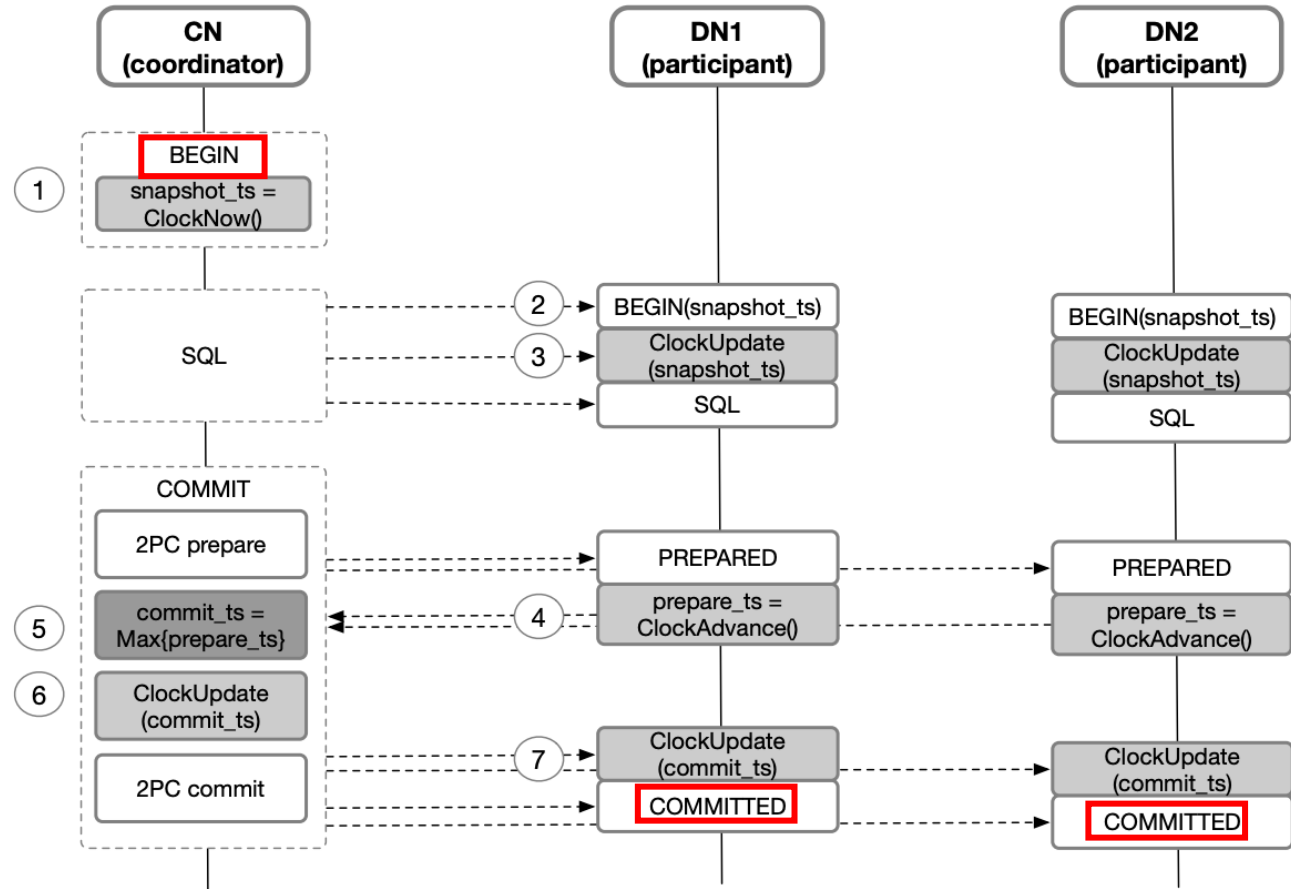 CN
(coordinator)
DN1
(participant)
DN2
(participant)
1
BEGIN
snapshot_ts =
ClockNow()
SQL
2
BEGIN(snapshot_ts)
3
ClockUpdate
(snapshot_ts)
SQL
BEGIN(snapshot_ts)
ClockUpdate
(snapshot_ts)
SQL
COMMIT
2PC prepare
PREPARED
PREPARED
5
commit_ts =
Max{prepare_ts}
4
prepare_ts =
ClockAdvance()
prepare_ts =
ClockAdvance()
6
ClockUpdate
(commit_ts)
2PC commit
7
ClockUpdate
(commit_ts)
COMMITTED
ClockUpdate
(commit_ts)
COMMITTED